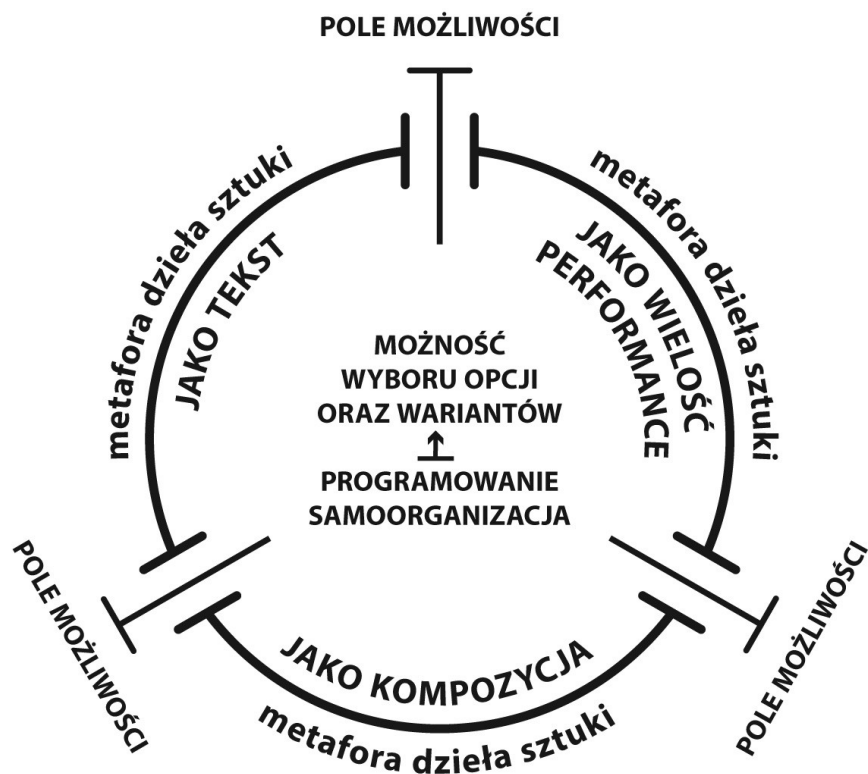 POLE MOŻLIWOŚCI
metafora dzieła sztuki
JAKO TEKST
metafora dzieła sztuki
JAKO WIELOŚĆ
PERFORMANCE
MOŻNOŚĆ
WYBORU OPCJI
ORAZ WARIANTÓW
PROGRAMOWANIE
SAMOORGANIZACJA
POLE MOŻLIWOŚCI
POLE MOŻLIWOŚCI
JAKO KOMPOZYCJA
metafora dzieła sztuki